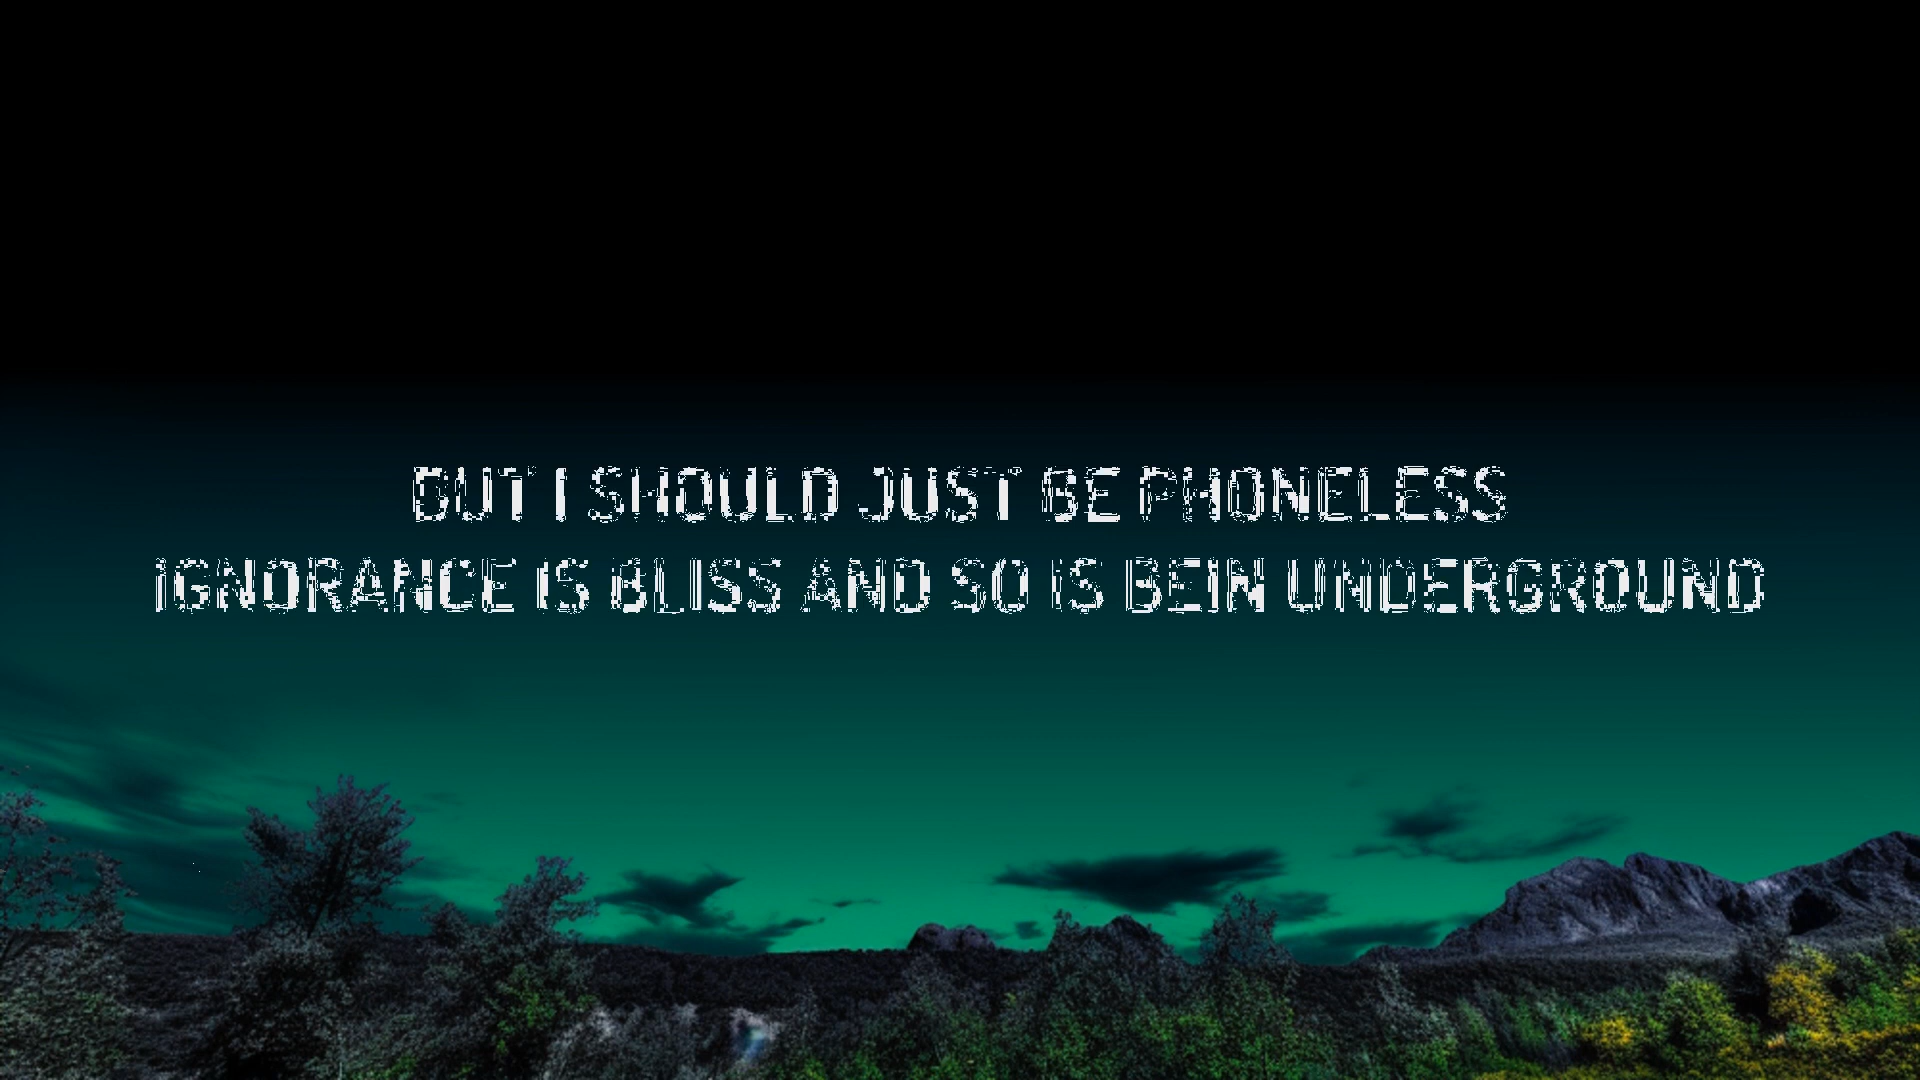 BUT I SHOULD JUST BE PHONELESS
IGNORANCE IS BLISS AND SO IS BEIN UNDERGROUND